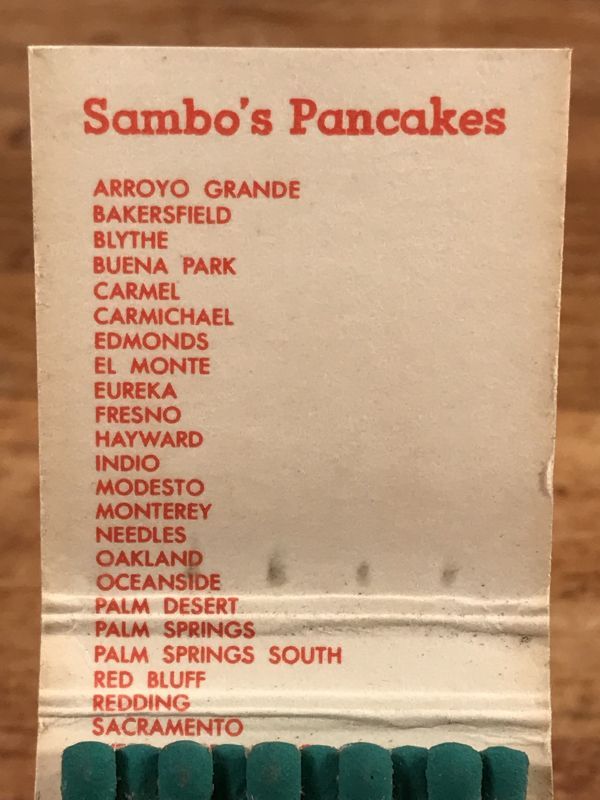 Sambo's Pancakes
ARROYO GRANDE
BAKERSFIELD
BLYTHE
BUENA PARK
CARMEL
CARMICHAEL
EDMONDS
EL MONTE
EUREKA
FRESNO
HAYWARD
INDIO
MODESTO
MONTEREY
NEEDLES
OAKLAND
OCEANSIDE
PALM DESERT
PALM SPRINGS
PALM SPRINGS SOUTH
RED BLUFF
REDDING
SACRAMENTO